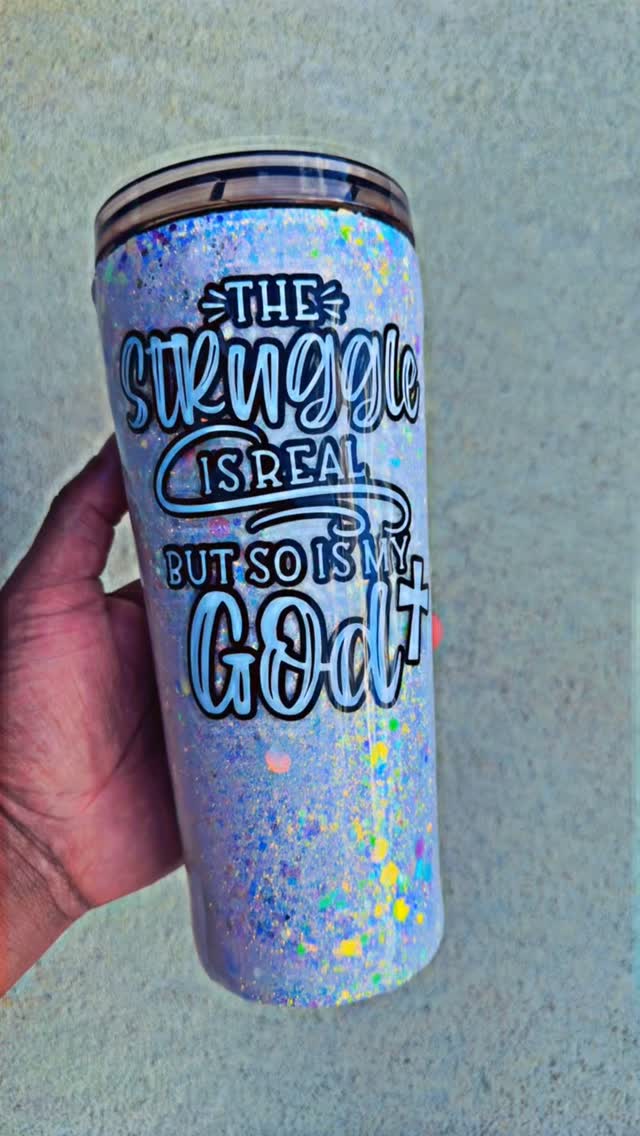 THE
StRuggle
IS REAL
BUT SO IS MY
GOd